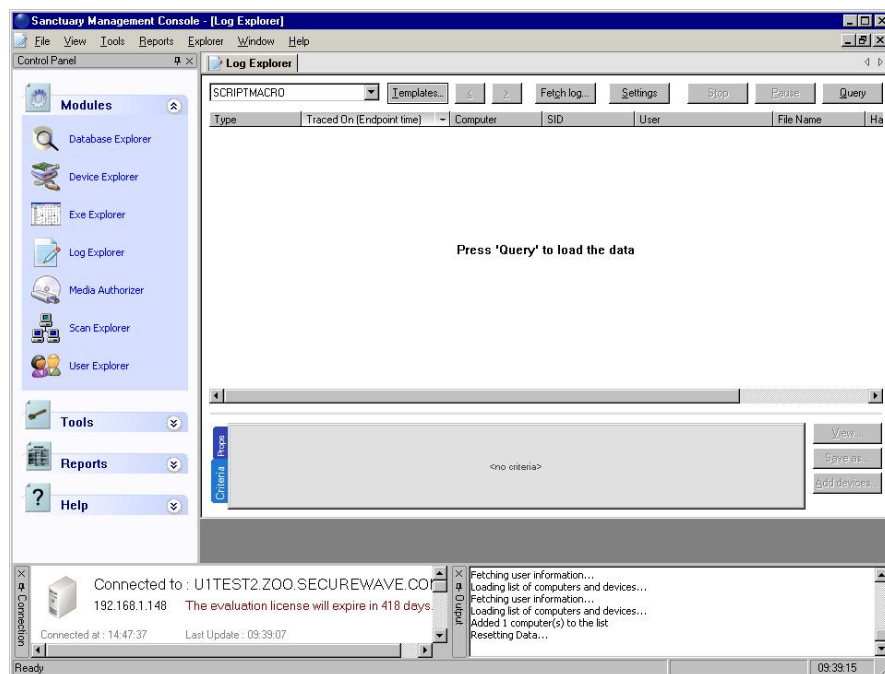 Sanctuary Management Console - [Log Explorer]
File View Tools Reports Explorer Window Help
Control Panel
Log Explorer
Modules
Database Explorer
Device Explorer
Exe Explorer
Log Explorer
Media Authorizer
Scan Explorer
User Explorer
Tools
Reports
Help
SCRIPTMACRO Templates... < > Fetch log... Settings Stop Pause Query
Type Traced On (Endpoint time) Computer SID User File Name Ha
Press 'Query' to load the data
Props
Criteria
<no criteria>
View...
Save as...
Add devices...
Connection
Connected to : U1TEST2.ZOO.SECUREWAVE.CO
192.168.1.148 The evaluation license will expire in 418 days.
Connected at : 14:47:37 Last Update : 09:39:07
Output
Fetching user information...
Loading list of computers and devices...
Fetching user information...
Loading list of computers and devices...
Added 1 computer(s) to the list
Resetting Data...
Ready 09:39:15